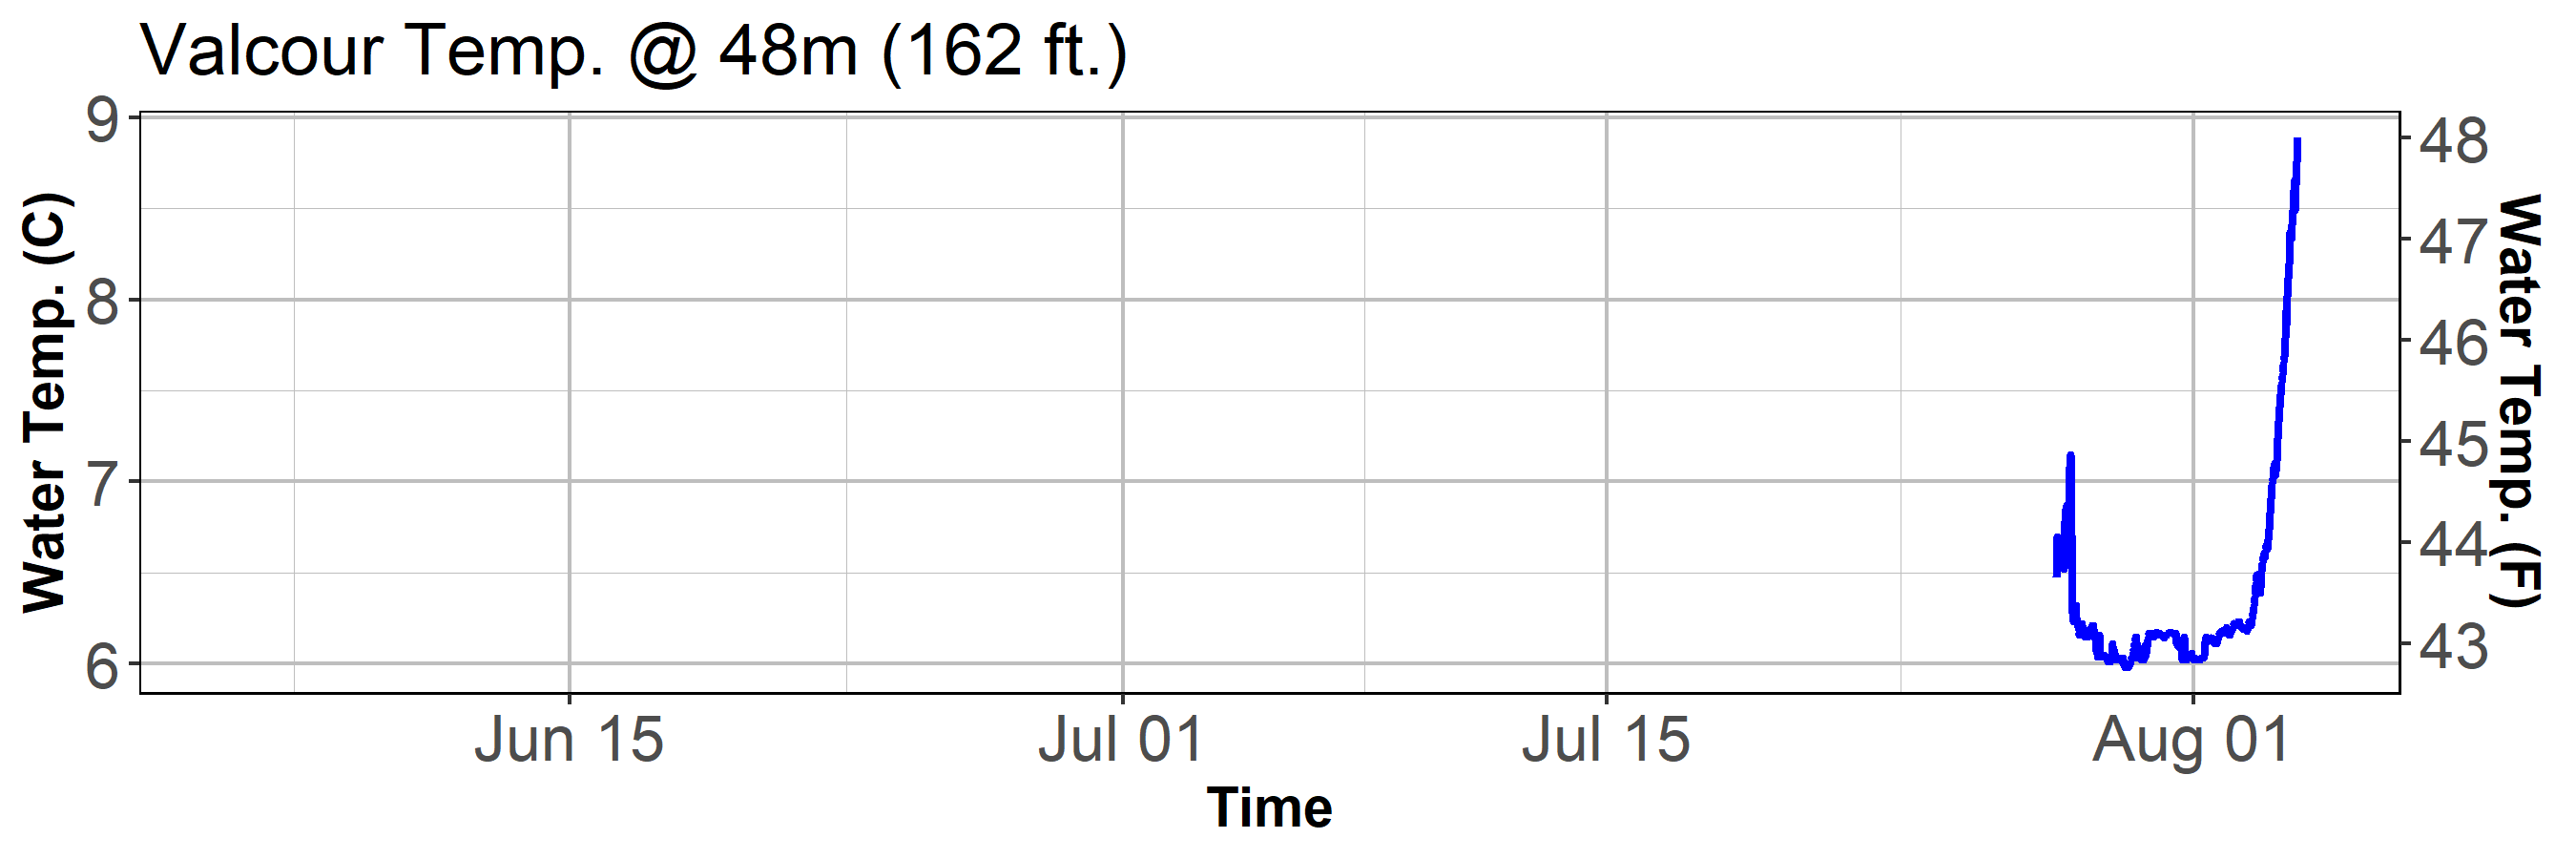 Valcour Temp. @ 48m (162 ft.)
Water Temp. (C)
9
8
7
6
48
47
46
45
44
43
Water Temp. (F)
Jun 15 Jul 01 Jul 15 Aug 01
Time